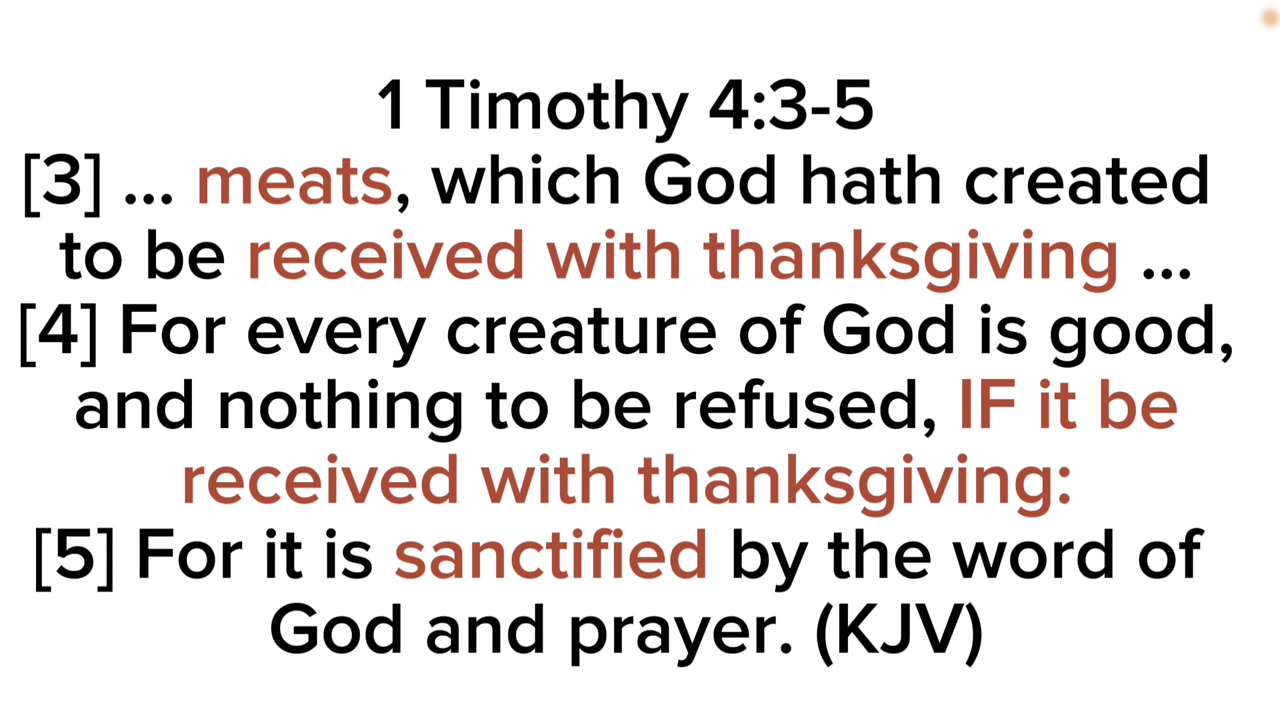 1 Timothy 4:3-5
[3] ... meats, which God hath created
to be received with thanksgiving ...
[4] For every creature of God is good,
and nothing to be refused, IF it be
received with thanksgiving:
[5] For it is sanctified by the word of
God and prayer. (KJV)